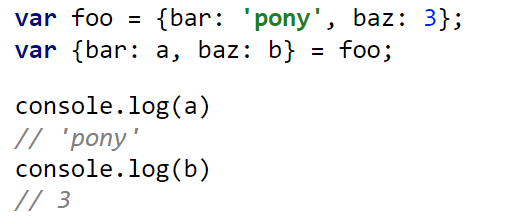 var foo = {bar: 'pony', baz: 3};
var {bar: a, baz: b} = foo;
console.log(a)
// 'pony'
console.log(b)
// 3